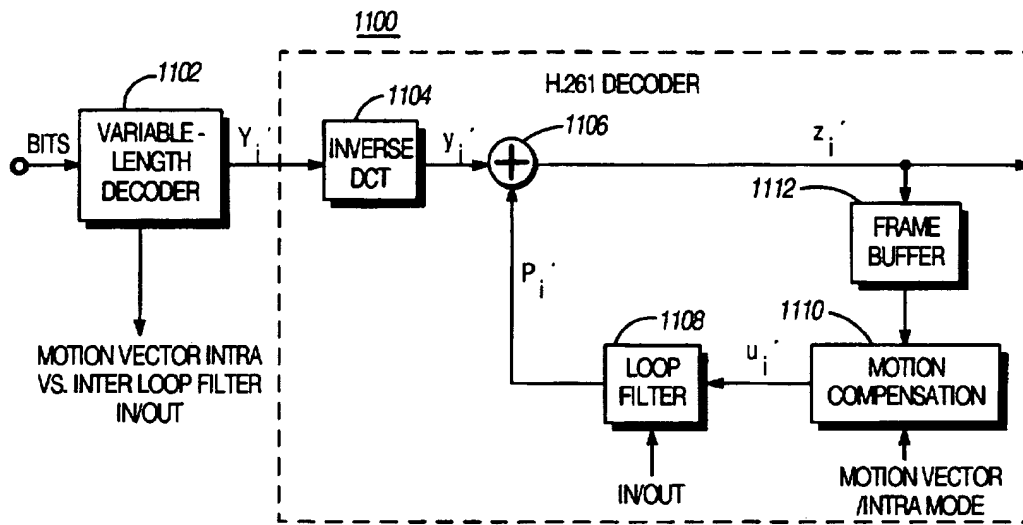 1100
1102
VARIABLE-
LENGTH
DECODER
BITS
Y i ´
MOTION VECTOR INTRA
VS. INTER LOOP FILTER
IN/OUT
H.261 DECODER
1104
INVERSE
DCT
y i ´
1106
+
z i ´
1112
FRAME
BUFFER
P i ´
1108
LOOP
FILTER
IN/OUT
u i ´
1110
MOTION
COMPENSATION
MOTION VECTOR
/INTRA MODE